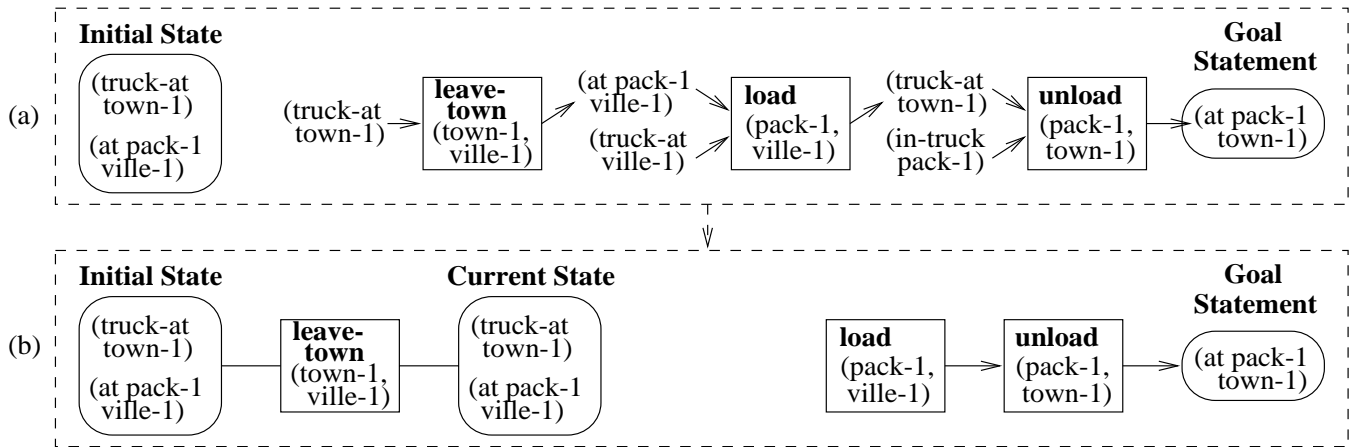 (a)
Initial State
(truck-at
town-1)
(at pack-1
ville-1)
(truck-at
town-1)
leave-
town
(town-1,
ville-1)
(at pack-1
ville-1)
(truck-at
ville-1)
load
(pack-1,
ville-1)
(truck-at
town-1)
(in-truck
pack-1)
unload
(pack-1,
town-1)
Goal
Statement
(at pack-1
town-1)
(b)
Initial State
(truck-at
town-1)
(at pack-1
ville-1)
leave-
town
(town-1,
ville-1)
Current State
(truck-at
town-1)
(at pack-1
ville-1)
load
(pack-1,
ville-1)
unload
(pack-1,
town-1)
Goal
Statement
(at pack-1
town-1)